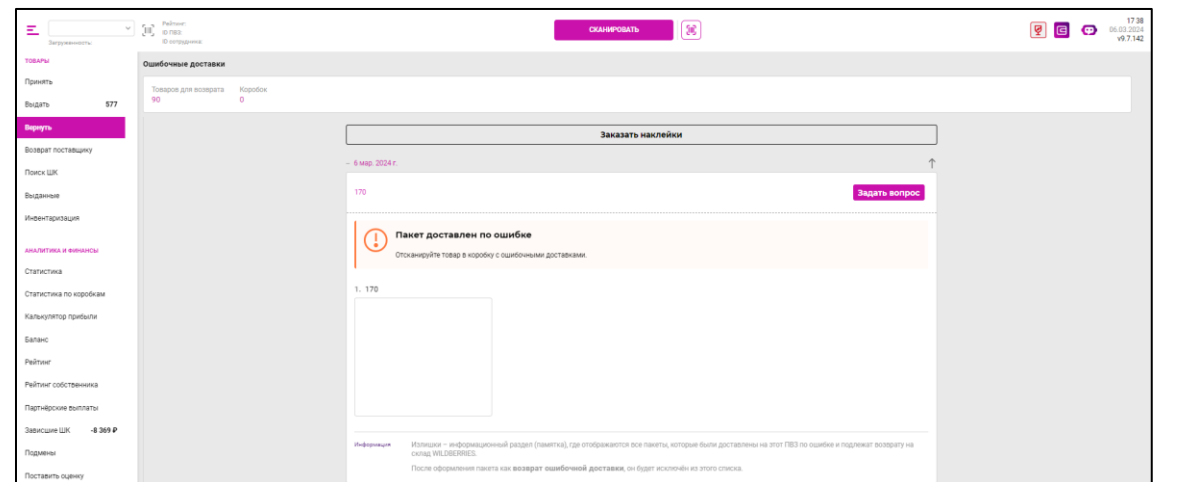 Загруженность:
Рейтинг:
ID ПВЗ:
ID сотрудника:
СКАНИРОВАТЬ
17 38
06.03.2024
v9.7.142
ТОВАРЫ
Принять
Выдать 577
Вернуть
Возврат поставщику
Поиск ШК
Выданные
Инвентаризация
АНАЛИТИКА И ФИНАНСЫ
Статистика
Статистика по коробкам
Калькулятор прибыли
Баланс
Рейтинг
Рейтинг собственника
Партнёрские выплаты
Зависшие ШК -8 369 ₽
Подмены
Поставить оценку
Ошибочные доставки
Товаров для возврата Коробок
90 0
Заказать наклейки
– 6 мар. 2024 г.
170 Задать вопрос
Пакет доставлен по ошибке
Отсканируйте товар в коробку с ошибочными доставками.
1. 170
Информация
Излишки – информационный раздел (памятка), где отображаются все пакеты, которые были доставлены на этот ПВЗ по ошибке и подлежат возврату на
склад WILDBERRIES.
После оформления пакета как возврат ошибочной доставки, он будет исключён из этого списка.